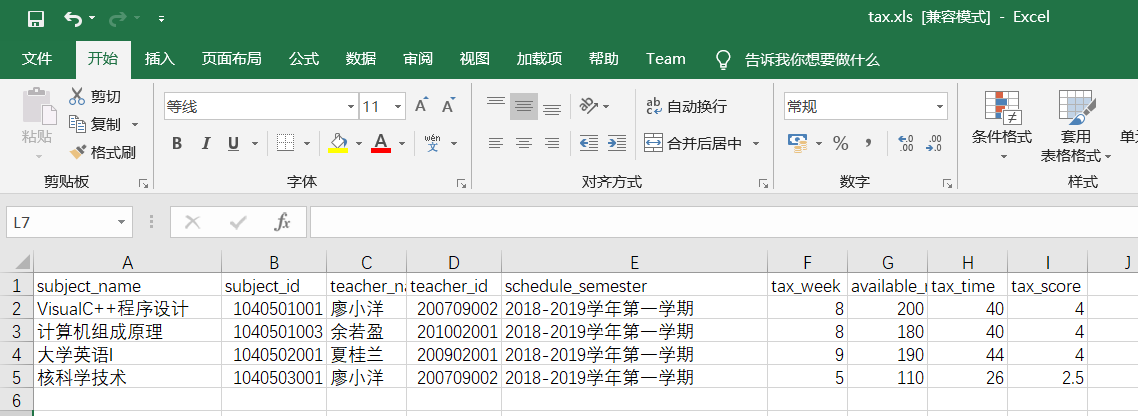 tax.xls [兼容模式] - Excel
文件 开始 插入 页面布局 公式 数据 审阅 视图 加载项 帮助 Team 告诉我你想要做什么
粘贴 剪切 复制 格式刷 剪贴板
等线 11 B I U A wén 文 字体
自动换行 合并后居中 对齐方式
常规 % 数字
条件格式 套用 表格格式 样式
L7 fx
A B C D E F G H I J
1 subject_name subject_id teacher_na teacher_id schedule_semester tax_week available_ tax_time tax_score
2 VisualC++程序设计 1040501001 廖小洋 200709002 2018-2019学年第一学期 8 200 40 4
3 计算机组成原理 1040501003 余若盈 201002001 2018-2019学年第一学期 8 180 40 4
4 大学英语I 1040502001 夏桂兰 200902001 2018-2019学年第一学期 9 190 44 4
5 核科学技术 1040503001 廖小洋 200709002 2018-2019学年第一学期 5 110 26 2.5
6